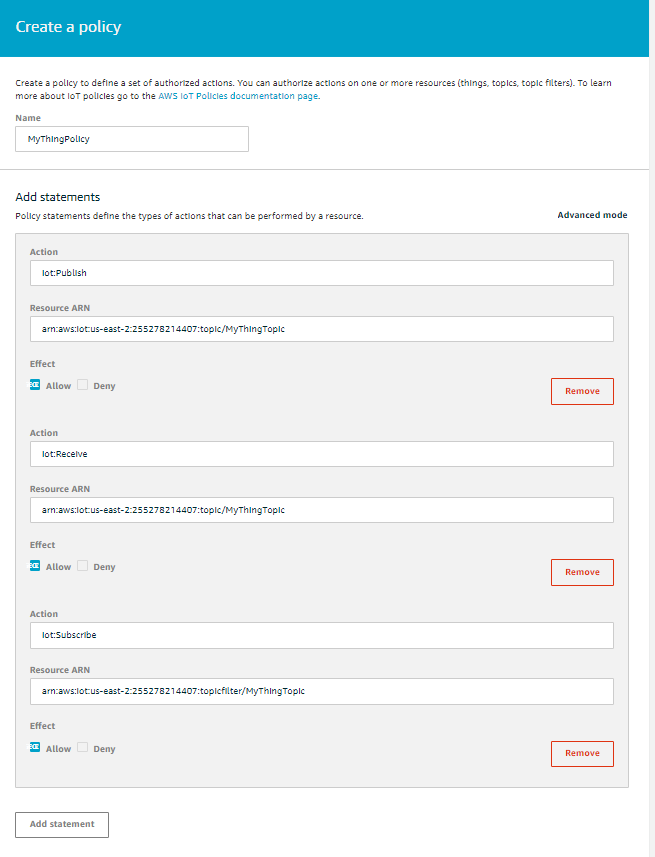 Create a policy
Create a policy to define a set of authorized actions. You can authorize actions on one or more resources (things, topics, topic filters). To learn
more about IoT policies go to the AWS IoT Policies documentation page.
Name
MyThingPolicy
Add statements
Policy statements define the types of actions that can be performed by a resource.
Advanced mode
Action
iot:Publish
Resource ARN
arn:aws:iot:us-east-2:255278214407:topic/MyThingTopic
Effect
Allow Deny
Remove
Action
iot:Receive
Resource ARN
arn:aws:iot:us-east-2:255278214407:topic/MyThingTopic
Effect
Allow Deny
Remove
Action
iot:Subscribe
Resource ARN
arn:aws:iot:us-east-2:255278214407:topicfilter/MyThingTopic
Effect
Allow Deny
Remove
Add statement